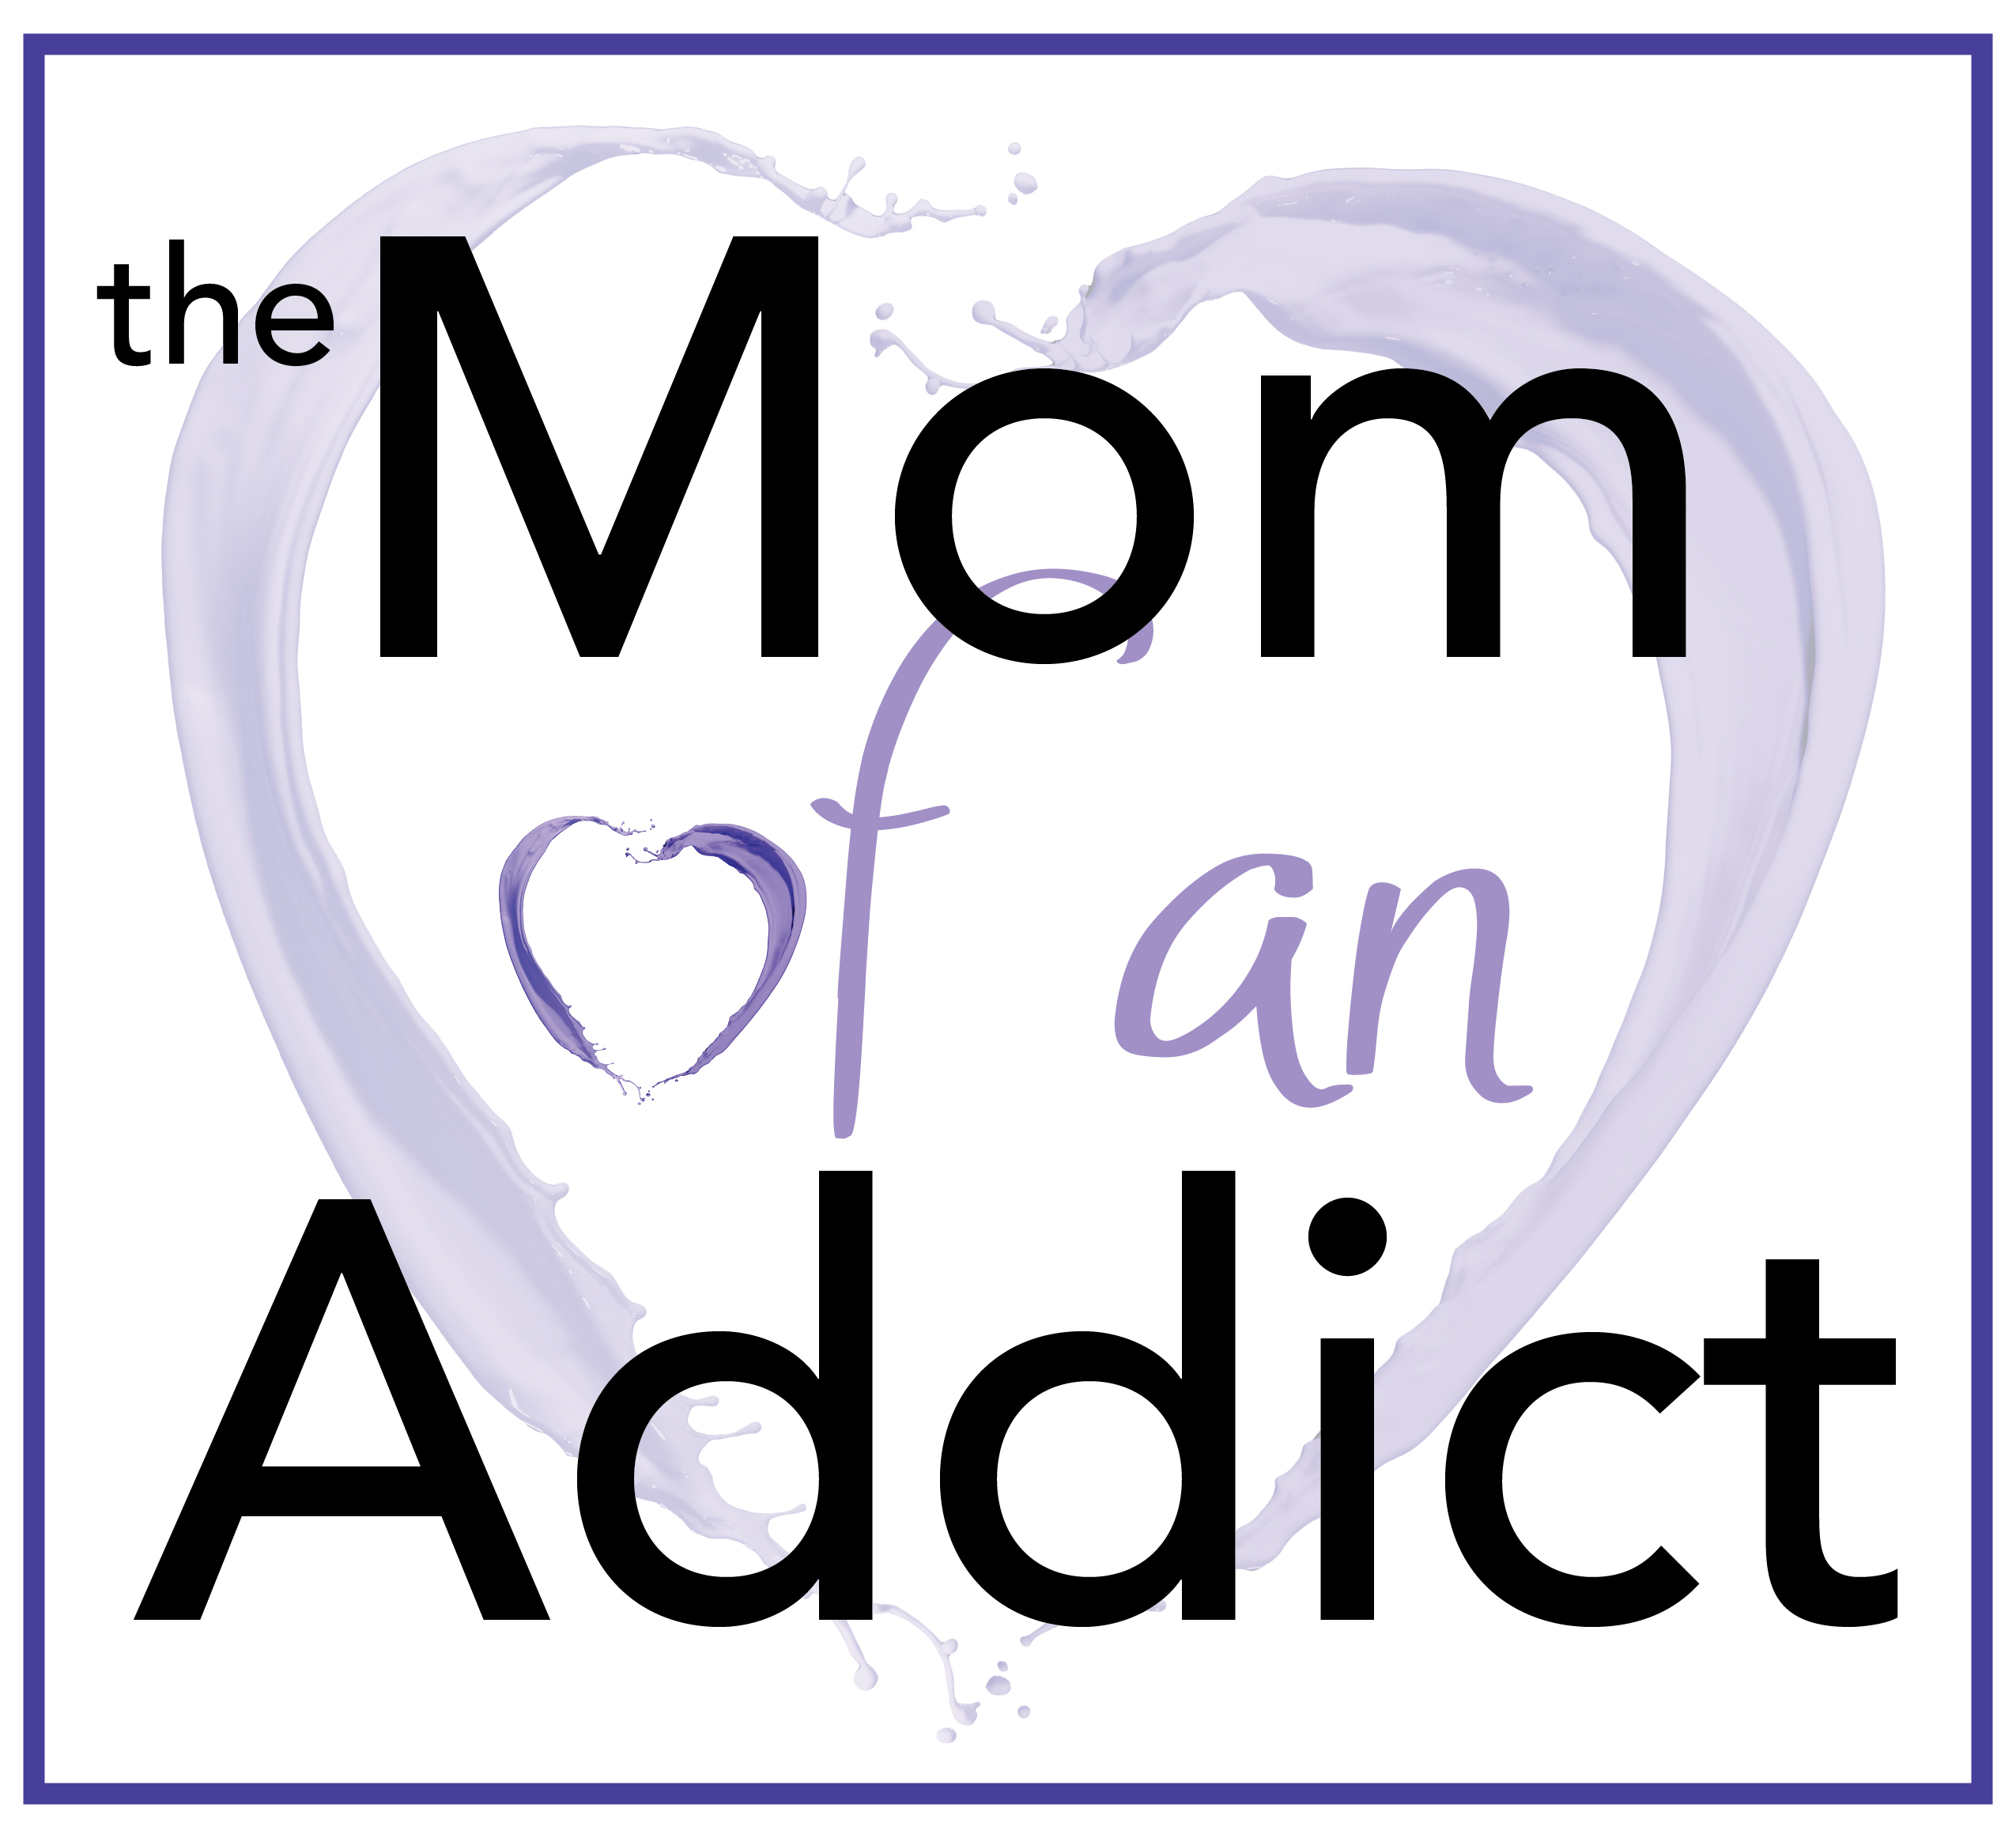 the Mom
of an
Addict